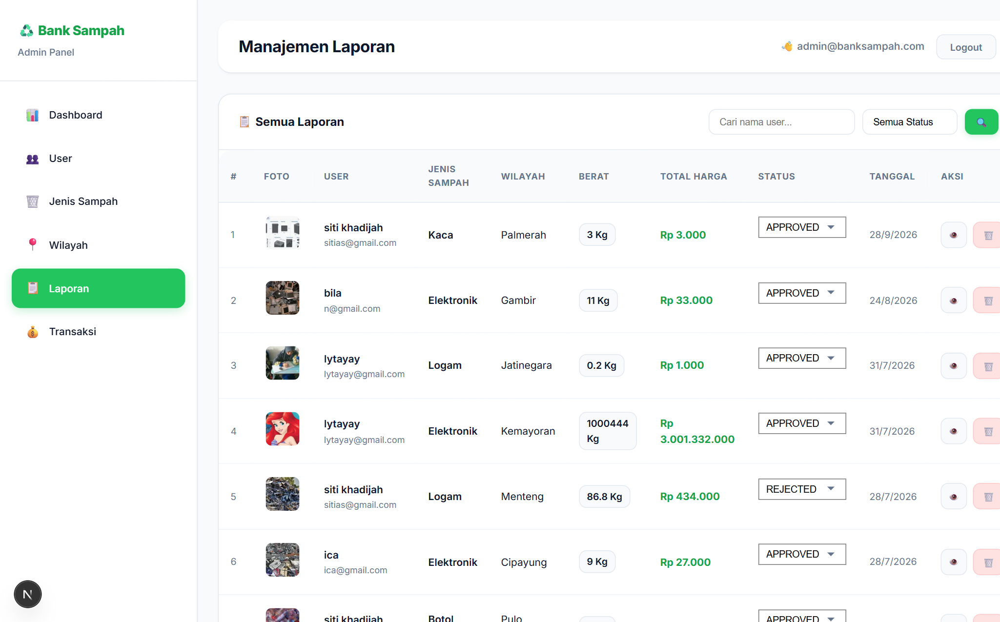 Bank Sampah
Admin Panel
Dashboard
User
Jenis Sampah
Wilayah
Laporan
Transaksi
N
Manajemen Laporan
admin@banksampah.com
Logout
Semua Laporan
Cari nama user...
Semua Status
# FOTO USER JENIS SAMPAH WILAYAH BERAT TOTAL HARGA STATUS TANGGAL AKSI
1 siti khadijah Kaca Palmerah 3 Kg Rp 3.000 APPROVED 28/9/2026
sitias@gmail.com
2 bila Elektronik Gambir 11 Kg Rp 33.000 APPROVED 24/8/2026
n@gmail.com
3 lytayay Logam Jatinegara 0.2 Kg Rp 1.000 APPROVED 31/7/2026
lytayay@gmail.com
4 lytayay Elektronik Kemayoran 1000444 Kg Rp 3.001.332.000 APPROVED 31/7/2026
lytayay@gmail.com
5 siti khadijah Logam Menteng 86.8 Kg Rp 434.000 REJECTED 28/7/2026
sitias@gmail.com
6 ica Elektronik Cipayung 9 Kg Rp 27.000 APPROVED 28/7/2026
ica@gmail.com
siti khadijah Botol Pulo APPROVED